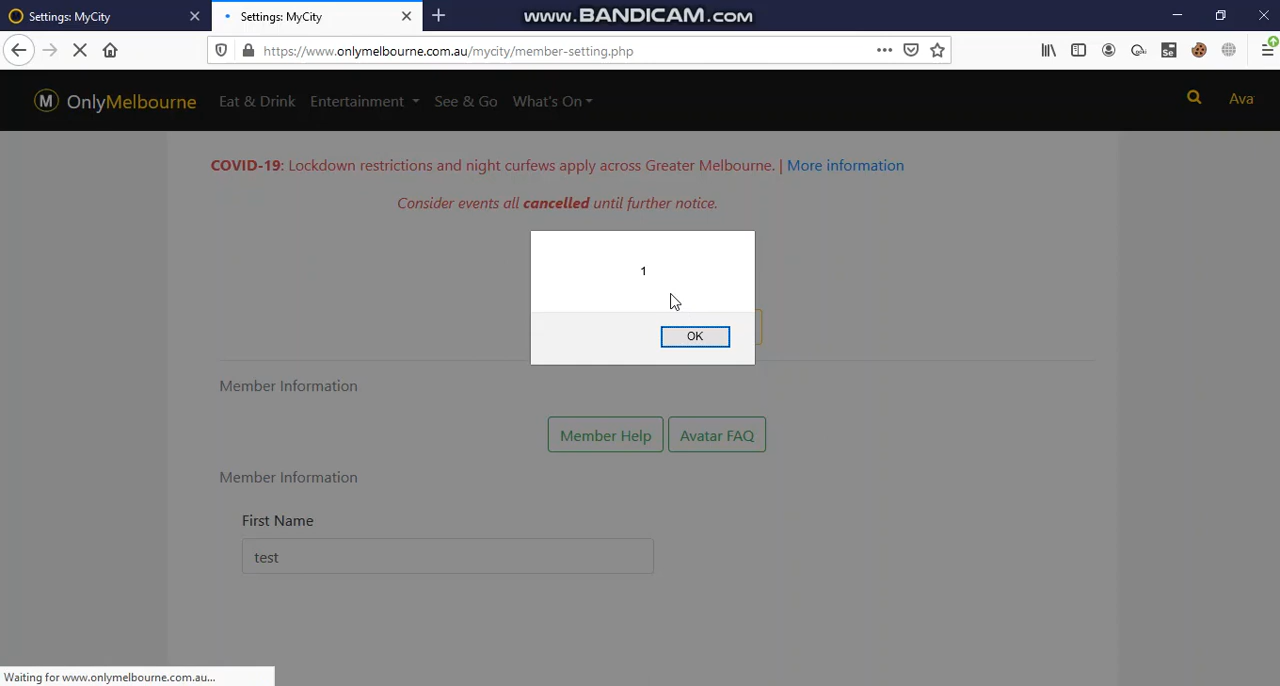 Settings: MyCity
Settings: MyCity
www.BANDICAM.com
https://www.onlymelbourne.com.au/mycity/member-setting.php
Se
M OnlyMelbourne Eat & Drink Entertainment See & Go What's On Ava
COVID-19: Lockdown restrictions and night curfews apply across Greater Melbourne. | More information
Consider events all cancelled until further notice.
1
OK
Member Information
Member Help Avatar FAQ
Member Information
First Name
test
Waiting for www.onlymelbourne.com.au...